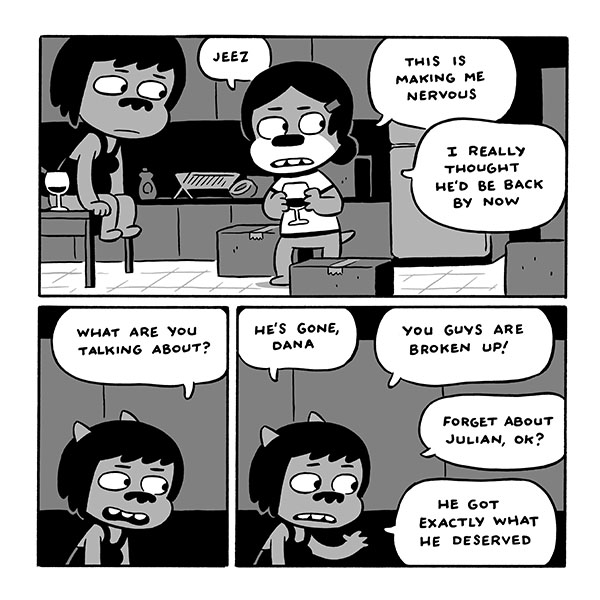 JEEZ
THIS IS
MAKING ME
NERVOUS
I REALLY
THOUGHT
HE'D BE BACK
BY NOW
WHAT ARE YOU
TALKING ABOUT?
HE'S GONE,
DANA
YOU GUYS ARE
BROKEN UP!
FORGET ABOUT
JULIAN, OK?
HE GOT
EXACTLY WHAT
HE DESERVED